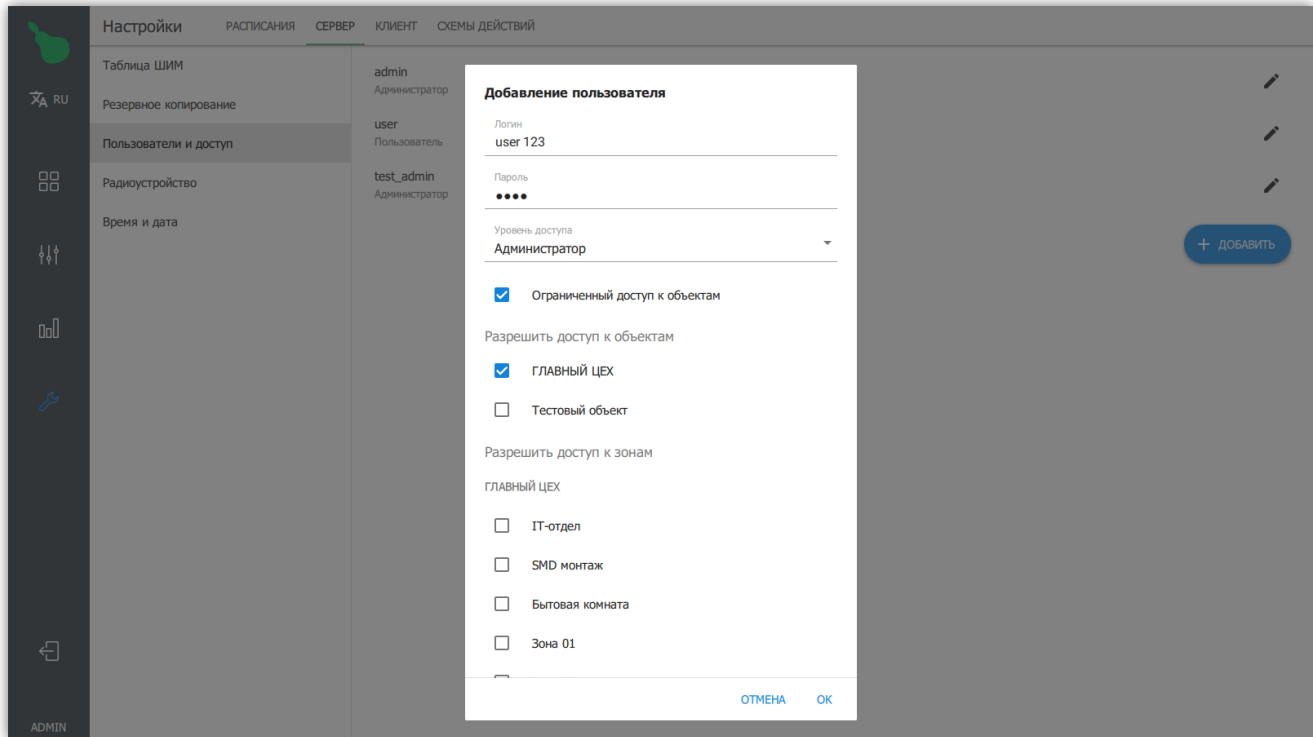 Настройки РАСПИСАНИЯ СЕРВЕР КЛИЕНТ СХЕМЫ ДЕЙСТВИЙ
RU
ADMIN
Таблица ШИМ
Резервное копирование
Пользователи и доступ
Радиоустройство
Время и дата
admin
Администратор
user
Пользователь
test_admin
Администратор
+ ДОБАВИТЬ
Добавление пользователя
Логин
user 123
Пароль
••••
Уровень доступа
Администратор
Ограниченный доступ к объектам
Разрешить доступ к объектам
ГЛАВНЫЙ ЦЕХ
Тестовый объект
Разрешить доступ к зонам
ГЛАВНЫЙ ЦЕХ
IT-отдел
SMD монтаж
Бытовая комната
Зона 01
ОТМЕНА ОК